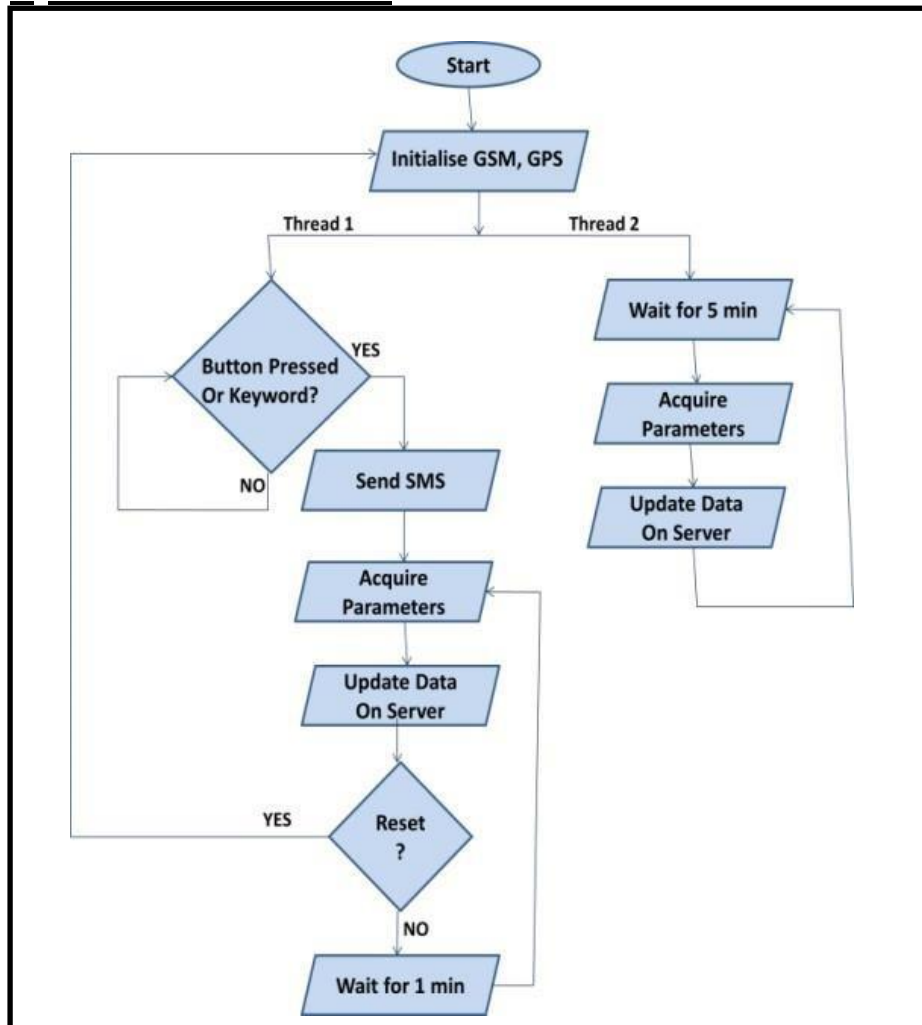 Start
Initialise GSM, GPS
Thread 1
Thread 2
Button Pressed
Or Keyword?
YES
NO
Send SMS
Acquire
Parameters
Update Data
On Server
Reset
?
YES
NO
Wait for 1 min
Wait for 5 min
Acquire
Parameters
Update Data
On Server